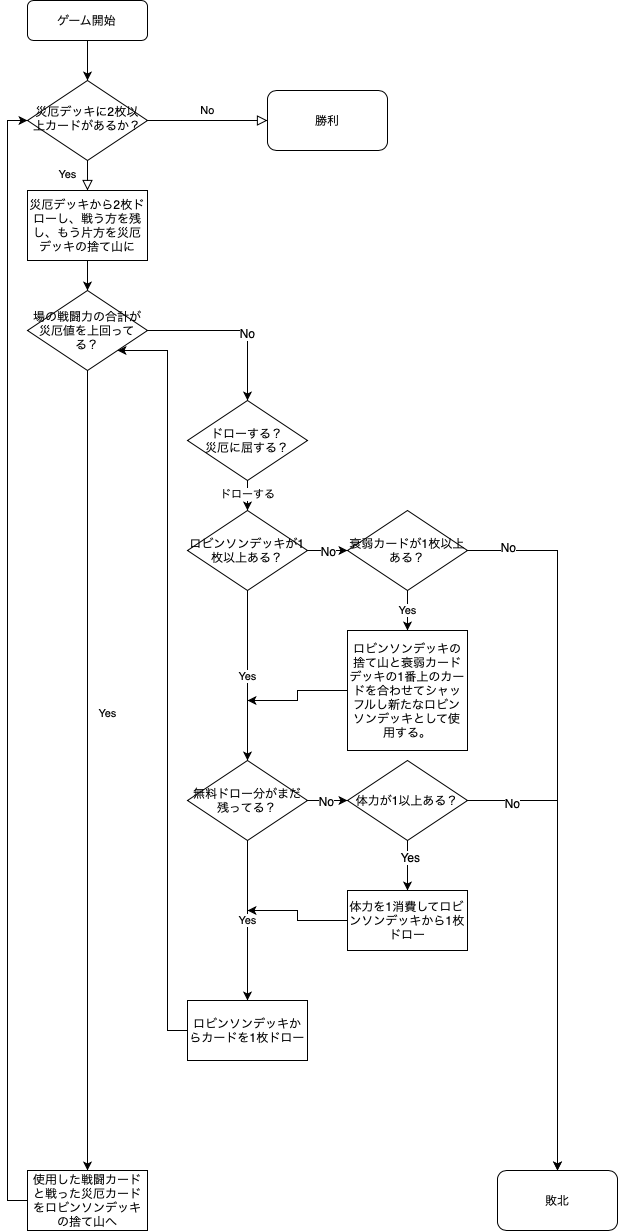 ゲーム開始
災厄デッキに2枚以
上カードがあるか？
No
勝利
Yes
災厄デッキから2枚ド
ローし、戦う方を残
し、もう片方を災厄
デッキの捨て山に
場の戦闘力の合計が
災厄値を上回って
る？
No
ドローする？
災厄に屈する？
ドローする
ロビンソンデッキが1
枚以上ある？
No
衰弱カードが1枚以上
ある？
No
Yes
ロビンソンデッキの
捨て山と衰弱カード
デッキの1番上のカー
ドを合わせてシャッ
フルし新たなロビン
ソンデッキとして使
用する。
Yes
Yes
無料ドロー分がまだ
残ってる？
No
体力が1以上ある？
No
Yes
体力を1消費してロビ
ンソンデッキから1枚
ドロー
Yes
ロビンソンデッキか
らカードを1枚ドロー
使用した戦闘カード
と戦った災厄カード
をロビンソンデッキ
の捨て山へ
敗北